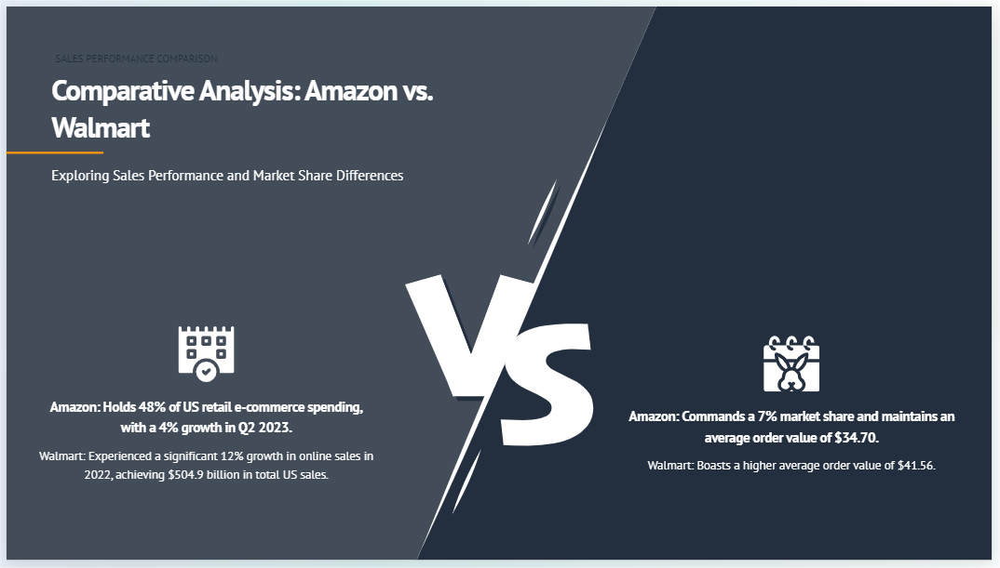 SALES PERFORMANCE COMPARISON
Comparative Analysis: Amazon vs.
Walmart
Exploring Sales Performance and Market Share Differences
VS
Amazon: Holds 48% of US retail e-commerce spending,
with a 4% growth in Q2 2023.
Walmart: Experienced a significant 12% growth in online sales in
2022, achieving $504.9 billion in total US sales.
Amazon: Commands a 7% market share and maintains an
average order value of $34.70.
Walmart: Boasts a higher average order value of $41.56.